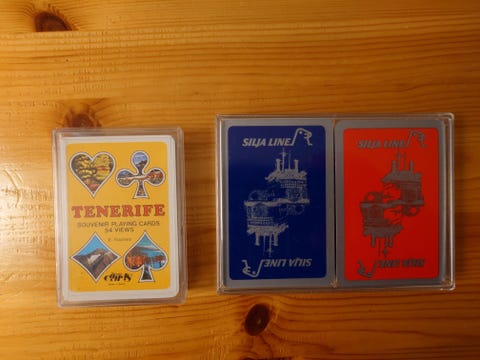 TENERIFE
SOUVENIR PLAYING CARDS
54 VIEWS
SILJA LINE
SILJA LINE
SILJA LINE
SILJA LINE